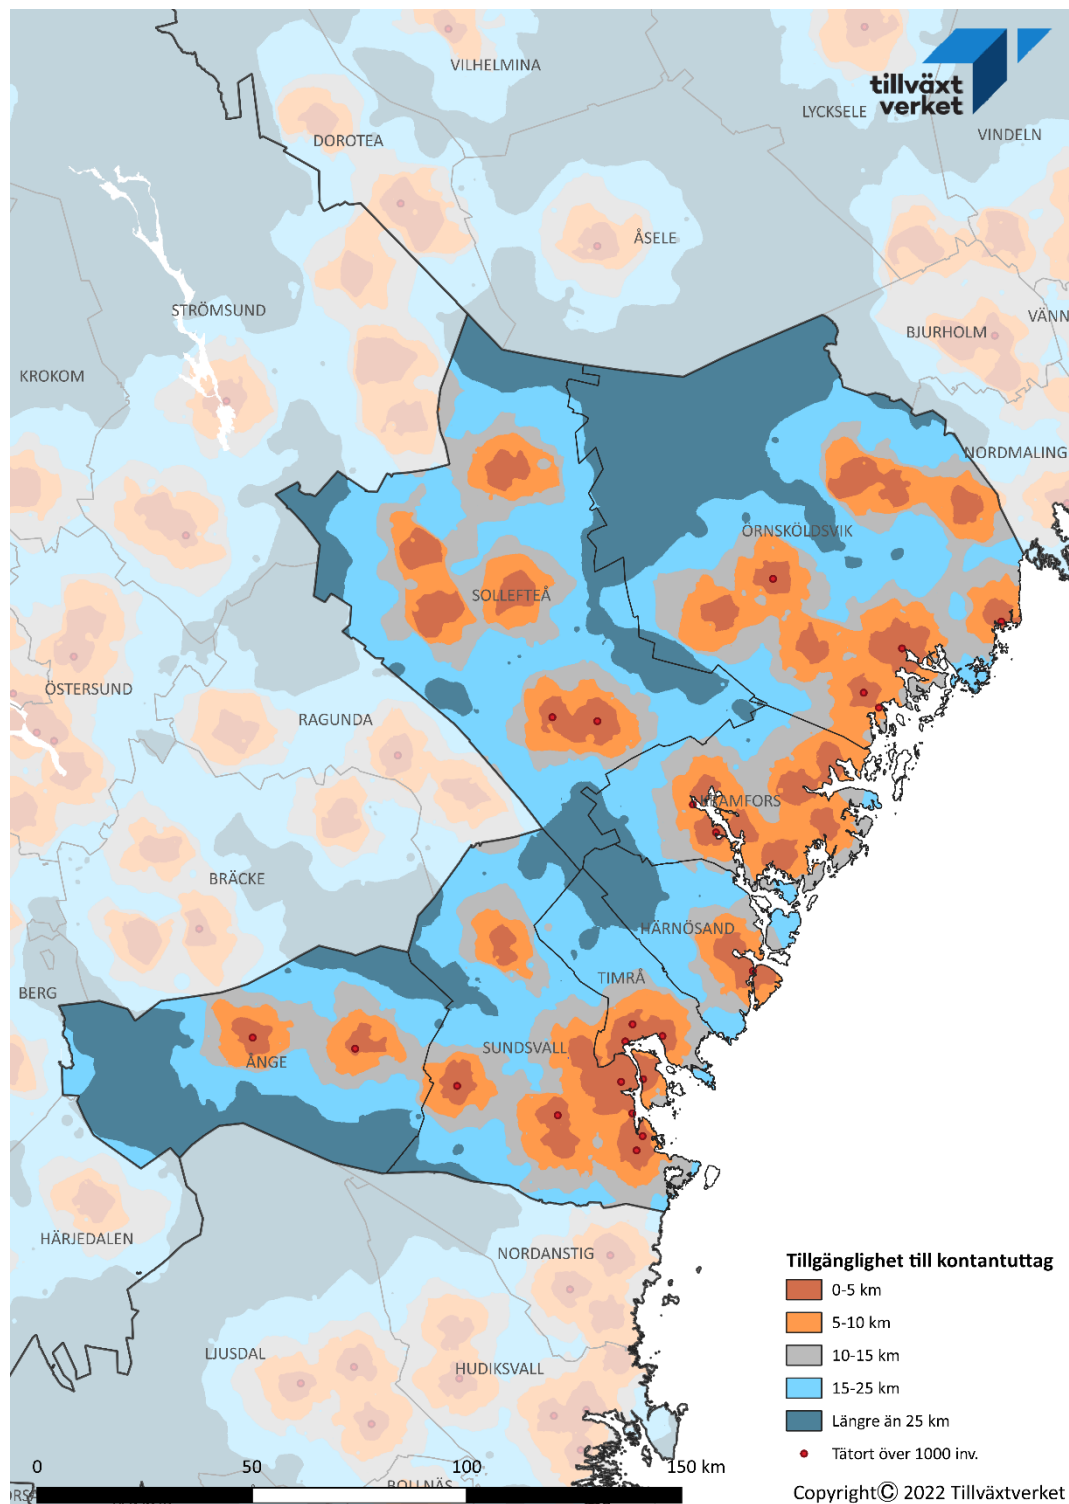 VILHELMINA
tillväxt
verket
LYCKSELE
VINDELN
DOROTEA
ÅSELE
STRÖMSUND
VÄNN
BJURHOLM
KROKOM
NORDMALING
ÖRNSKÖLDSVIK
SOLLEFTEÅ
ÖSTERSUND
RAGUNDA
KRAMFORS
BRÄCKE
HÄRNÖSAND
TIMRÅ
BERG
SUNDSVALL
ÅNGE
HÄRJEDALEN
NORDANSTIG
LJUSDAL
HUDIKSVALL
Tillgänglighet till kontantuttag
0-5 km
5-10 km
10-15 km
15-25 km
Längre än 25 km
Tätort över 1000 inv.
0 50 100 150 km
Copyright© 2022 Tillväxtverket